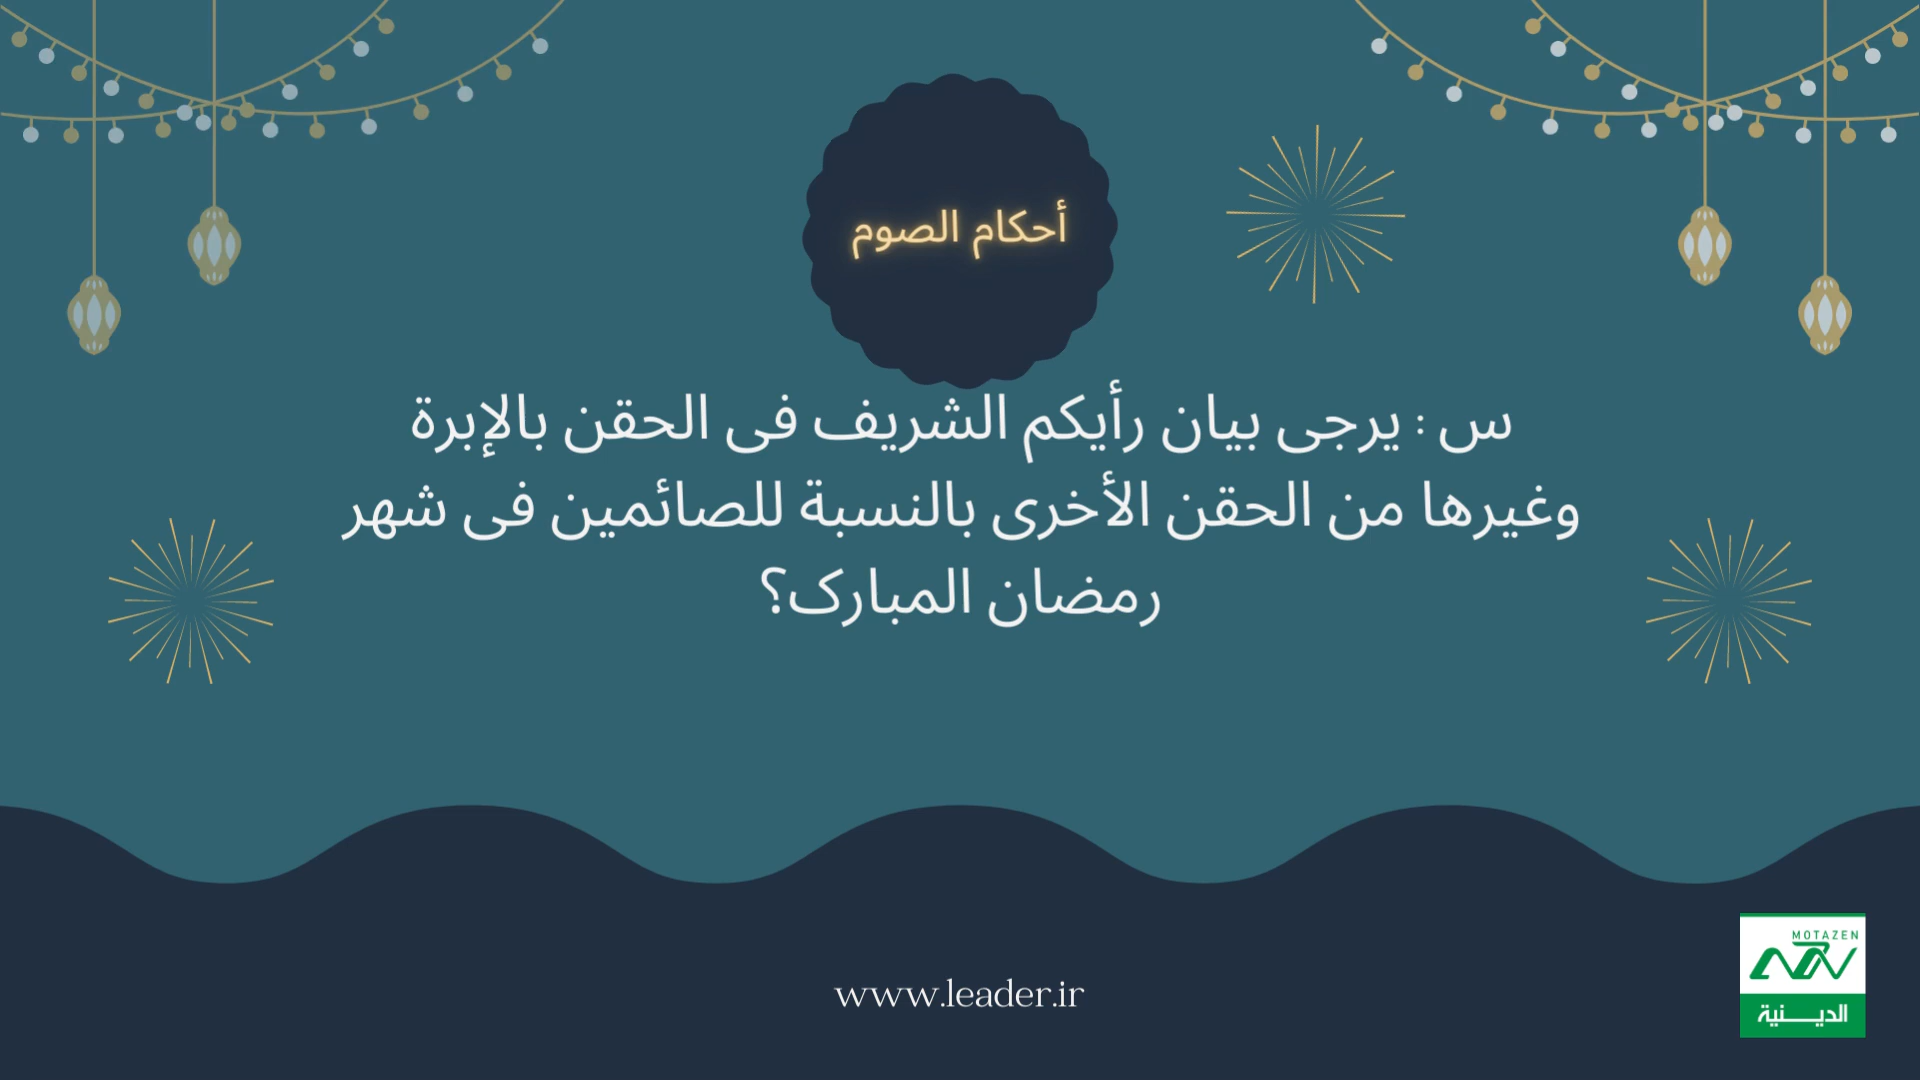 أحكام الصوم
س : يرجى بيان رأيكم الشريف فى الحقن بالإبرة
وغيرها من الحقن الأخرى بالنسبة للصائمين فى شهر
رمضان المبارک؟
www.leader.ir
MOTAZEN
الديـــنية